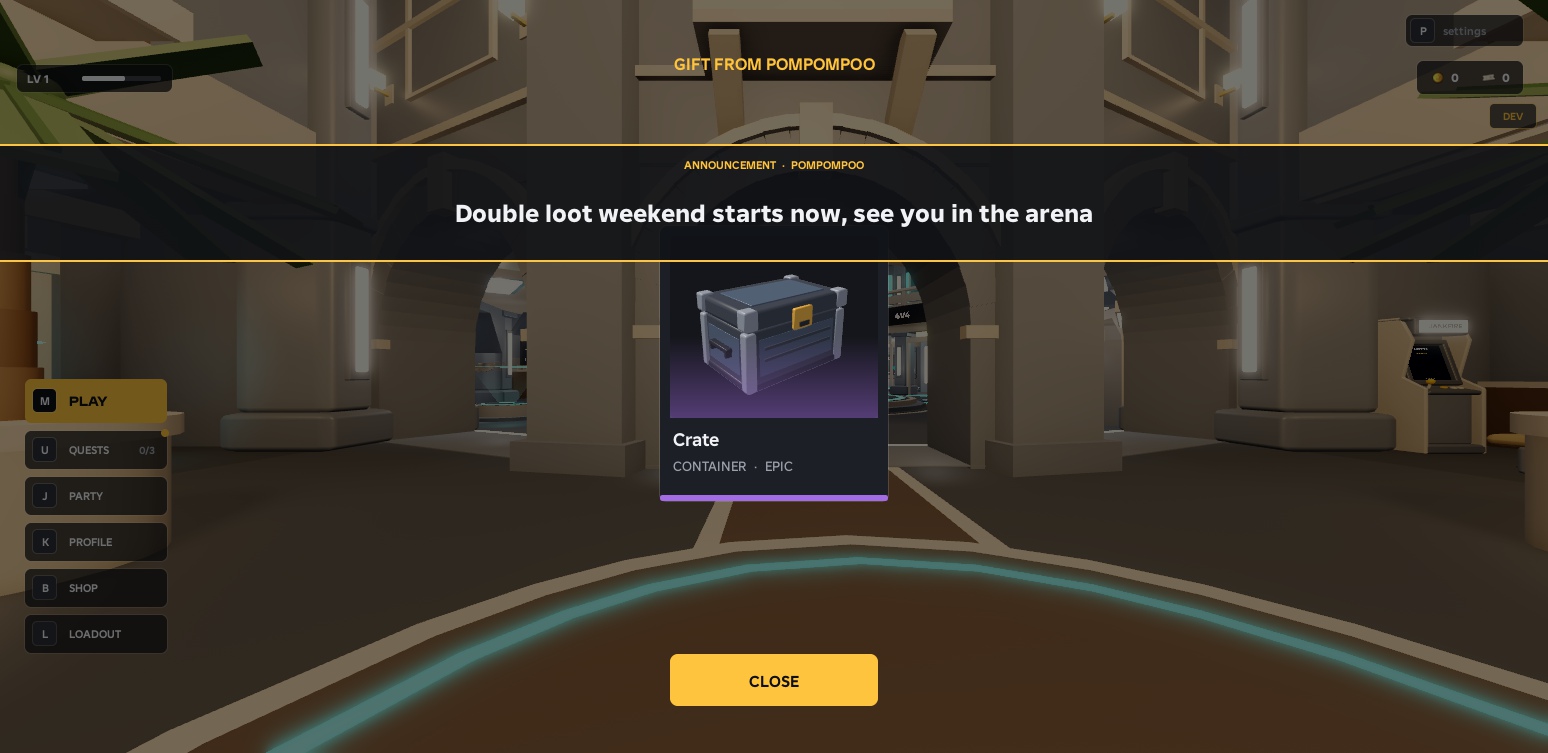 P settings
GIFT FROM POMPOMPOO
LV 1
0 0
DEV
ANNOUNCEMENT · POMPOMPOO
Double loot weekend starts now, see you in the arena
Crate
CONTAINER · EPIC
M PLAY
U QUESTS 0/3
J PARTY
K PROFILE
B SHOP
L LOADOUT
CLOSE